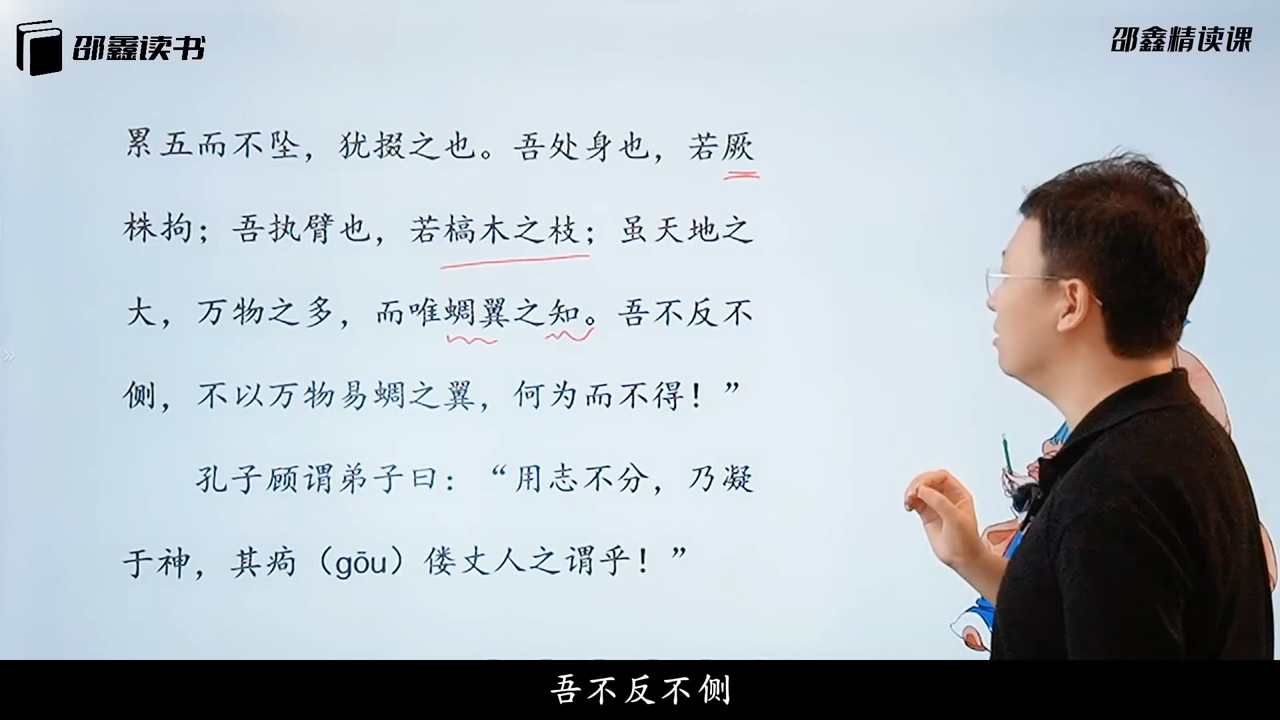 邵鑫读书
邵鑫精读课
累五而不坠，犹掇之也。吾处身也，若厥
株拘；吾执臂也，若槁木之枝；虽天地之
大，万物之多，而唯蜩翼之知。吾不反不
侧，不以万物易蜩之翼，何为而不得！”
孔子顾谓弟子曰：“用志不分，乃凝
于神，其痀（gōu）偻丈人之谓乎！”
吾不反不侧